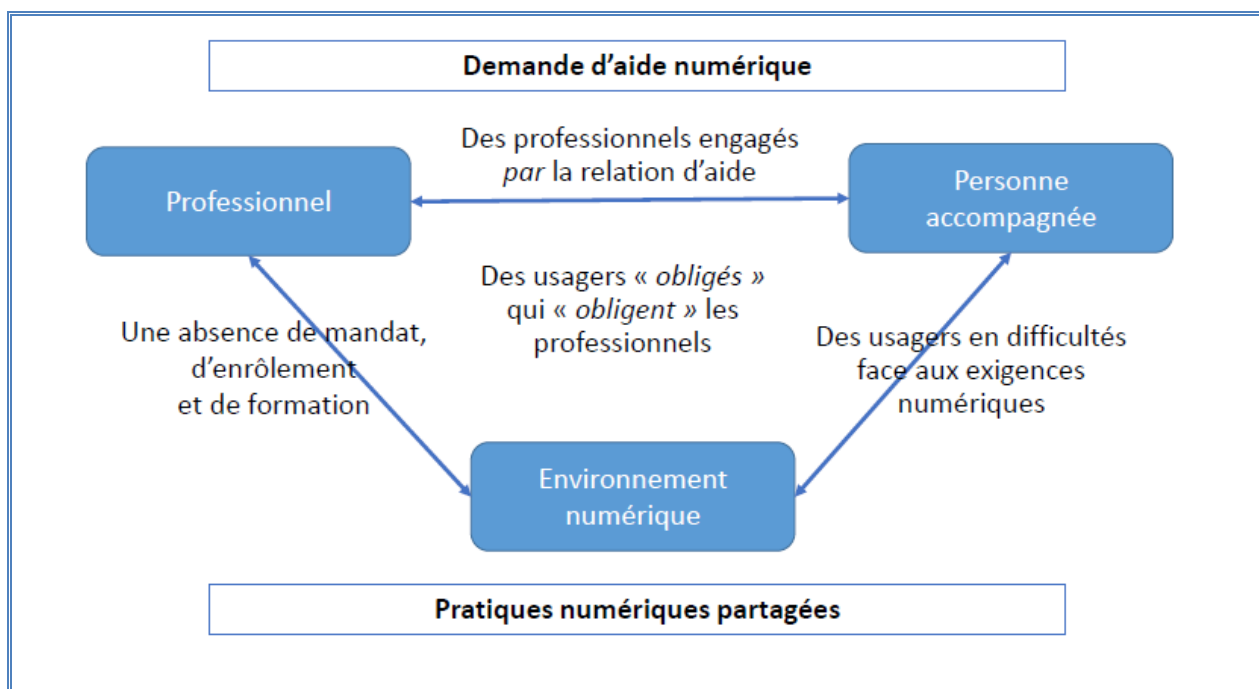 Demande d'aide numérique
Des professionnels engagés
par la relation d'aide
Professionnel
Personne
accompagnée
Des usagers « obligés »
qui « obligent » les
professionnels
Une absence de mandat,
d'enrôlement
et de formation
Des usagers en difficultés
face aux exigences
numériques
Environnement
numérique
Pratiques numériques partagées